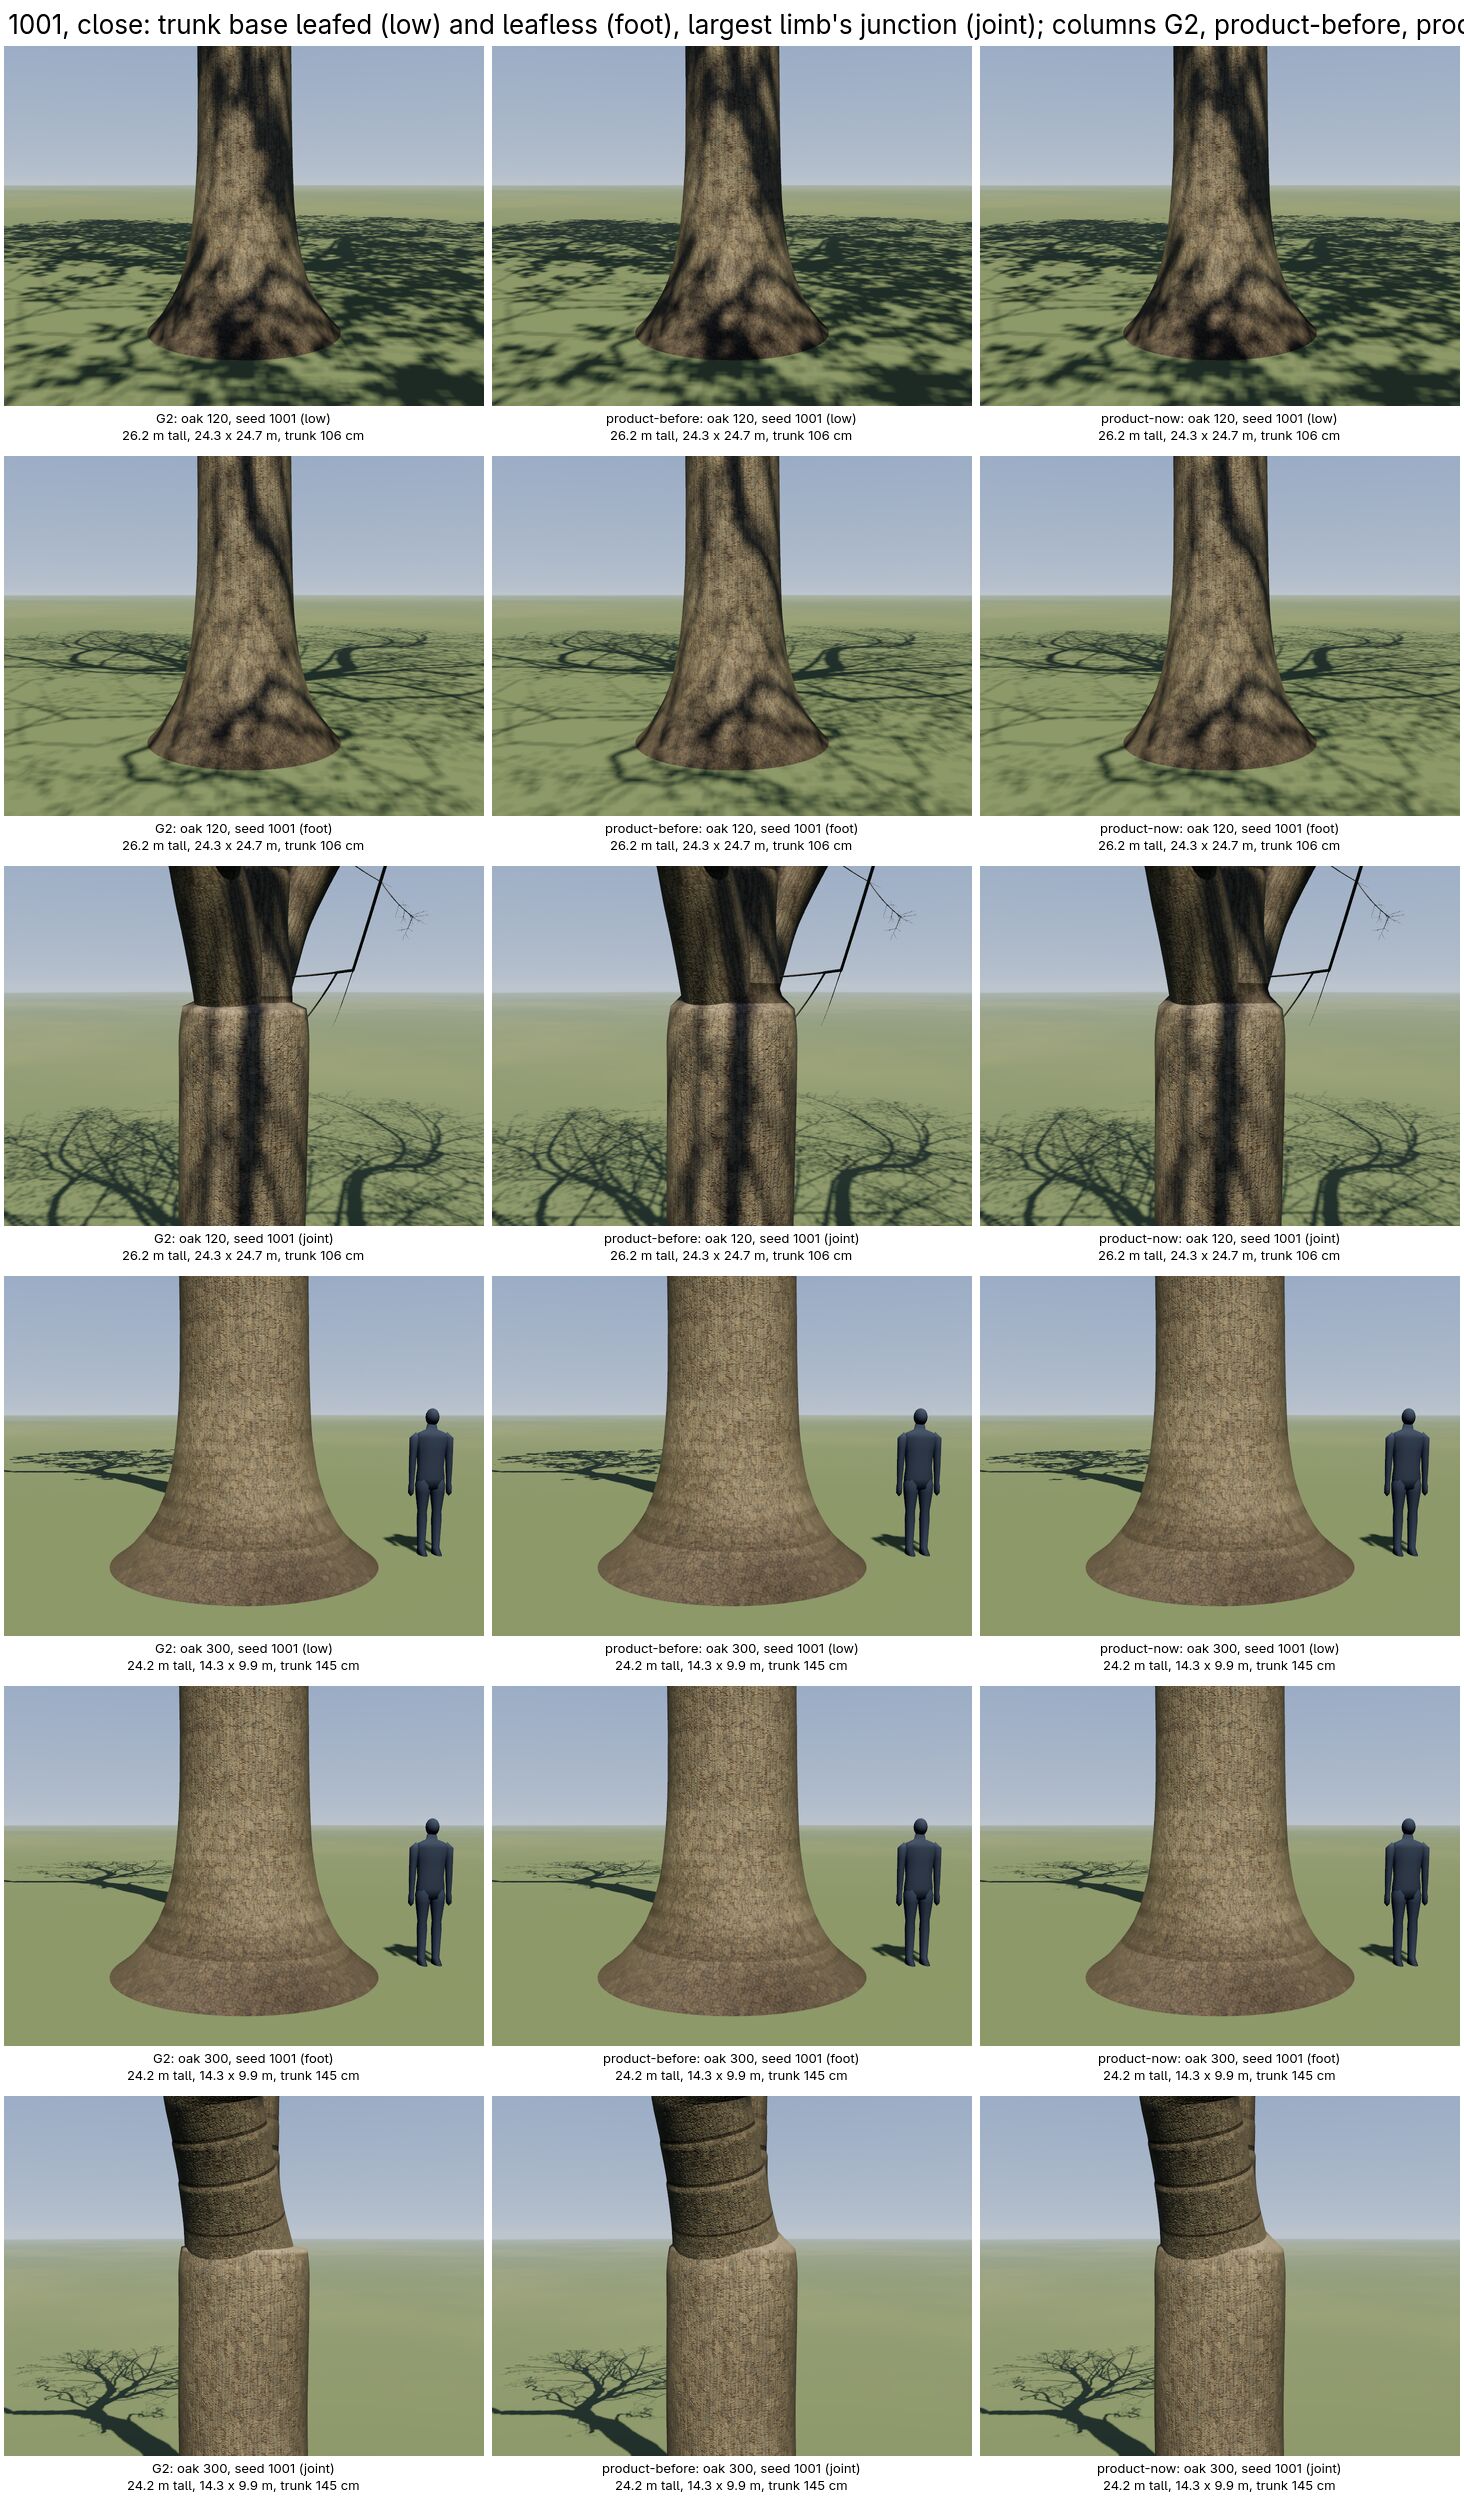 1001, close: trunk base leafed (low) and leafless (foot), largest limb's junction (joint); columns G2, product-before,
G2: oak 120, seed 1001 (low)
26.2 m tall, 24.3 x 24.7 m, trunk 106 cm
product-before: oak 120, seed 1001 (low)
26.2 m tall, 24.3 x 24.7 m, trunk 106 cm
product-now: oak 120, seed 1001 (low)
26.2 m tall, 24.3 x 24.7 m, trunk 106 cm
G2: oak 120, seed 1001 (foot)
26.2 m tall, 24.3 x 24.7 m, trunk 106 cm
product-before: oak 120, seed 1001 (foot)
26.2 m tall, 24.3 x 24.7 m, trunk 106 cm
product-now: oak 120, seed 1001 (foot)
26.2 m tall, 24.3 x 24.7 m, trunk 106 cm
G2: oak 120, seed 1001 (joint)
26.2 m tall, 24.3 x 24.7 m, trunk 106 cm
product-before: oak 120, seed 1001 (joint)
26.2 m tall, 24.3 x 24.7 m, trunk 106 cm
product-now: oak 120, seed 1001 (joint)
26.2 m tall, 24.3 x 24.7 m, trunk 106 cm
G2: oak 300, seed 1001 (low)
24.2 m tall, 14.3 x 9.9 m, trunk 145 cm
product-before: oak 300, seed 1001 (low)
24.2 m tall, 14.3 x 9.9 m, trunk 145 cm
product-now: oak 300, seed 1001 (low)
24.2 m tall, 14.3 x 9.9 m, trunk 145 cm
G2: oak 300, seed 1001 (foot)
24.2 m tall, 14.3 x 9.9 m, trunk 145 cm
product-before: oak 300, seed 1001 (foot)
24.2 m tall, 14.3 x 9.9 m, trunk 145 cm
product-now: oak 300, seed 1001 (foot)
24.2 m tall, 14.3 x 9.9 m, trunk 145 cm
G2: oak 300, seed 1001 (joint)
24.2 m tall, 14.3 x 9.9 m, trunk 145 cm
product-before: oak 300, seed 1001 (joint)
24.2 m tall, 14.3 x 9.9 m, trunk 145 cm
product-now: oak 300, seed 1001 (joint)
24.2 m tall, 14.3 x 9.9 m, trunk 145 cm